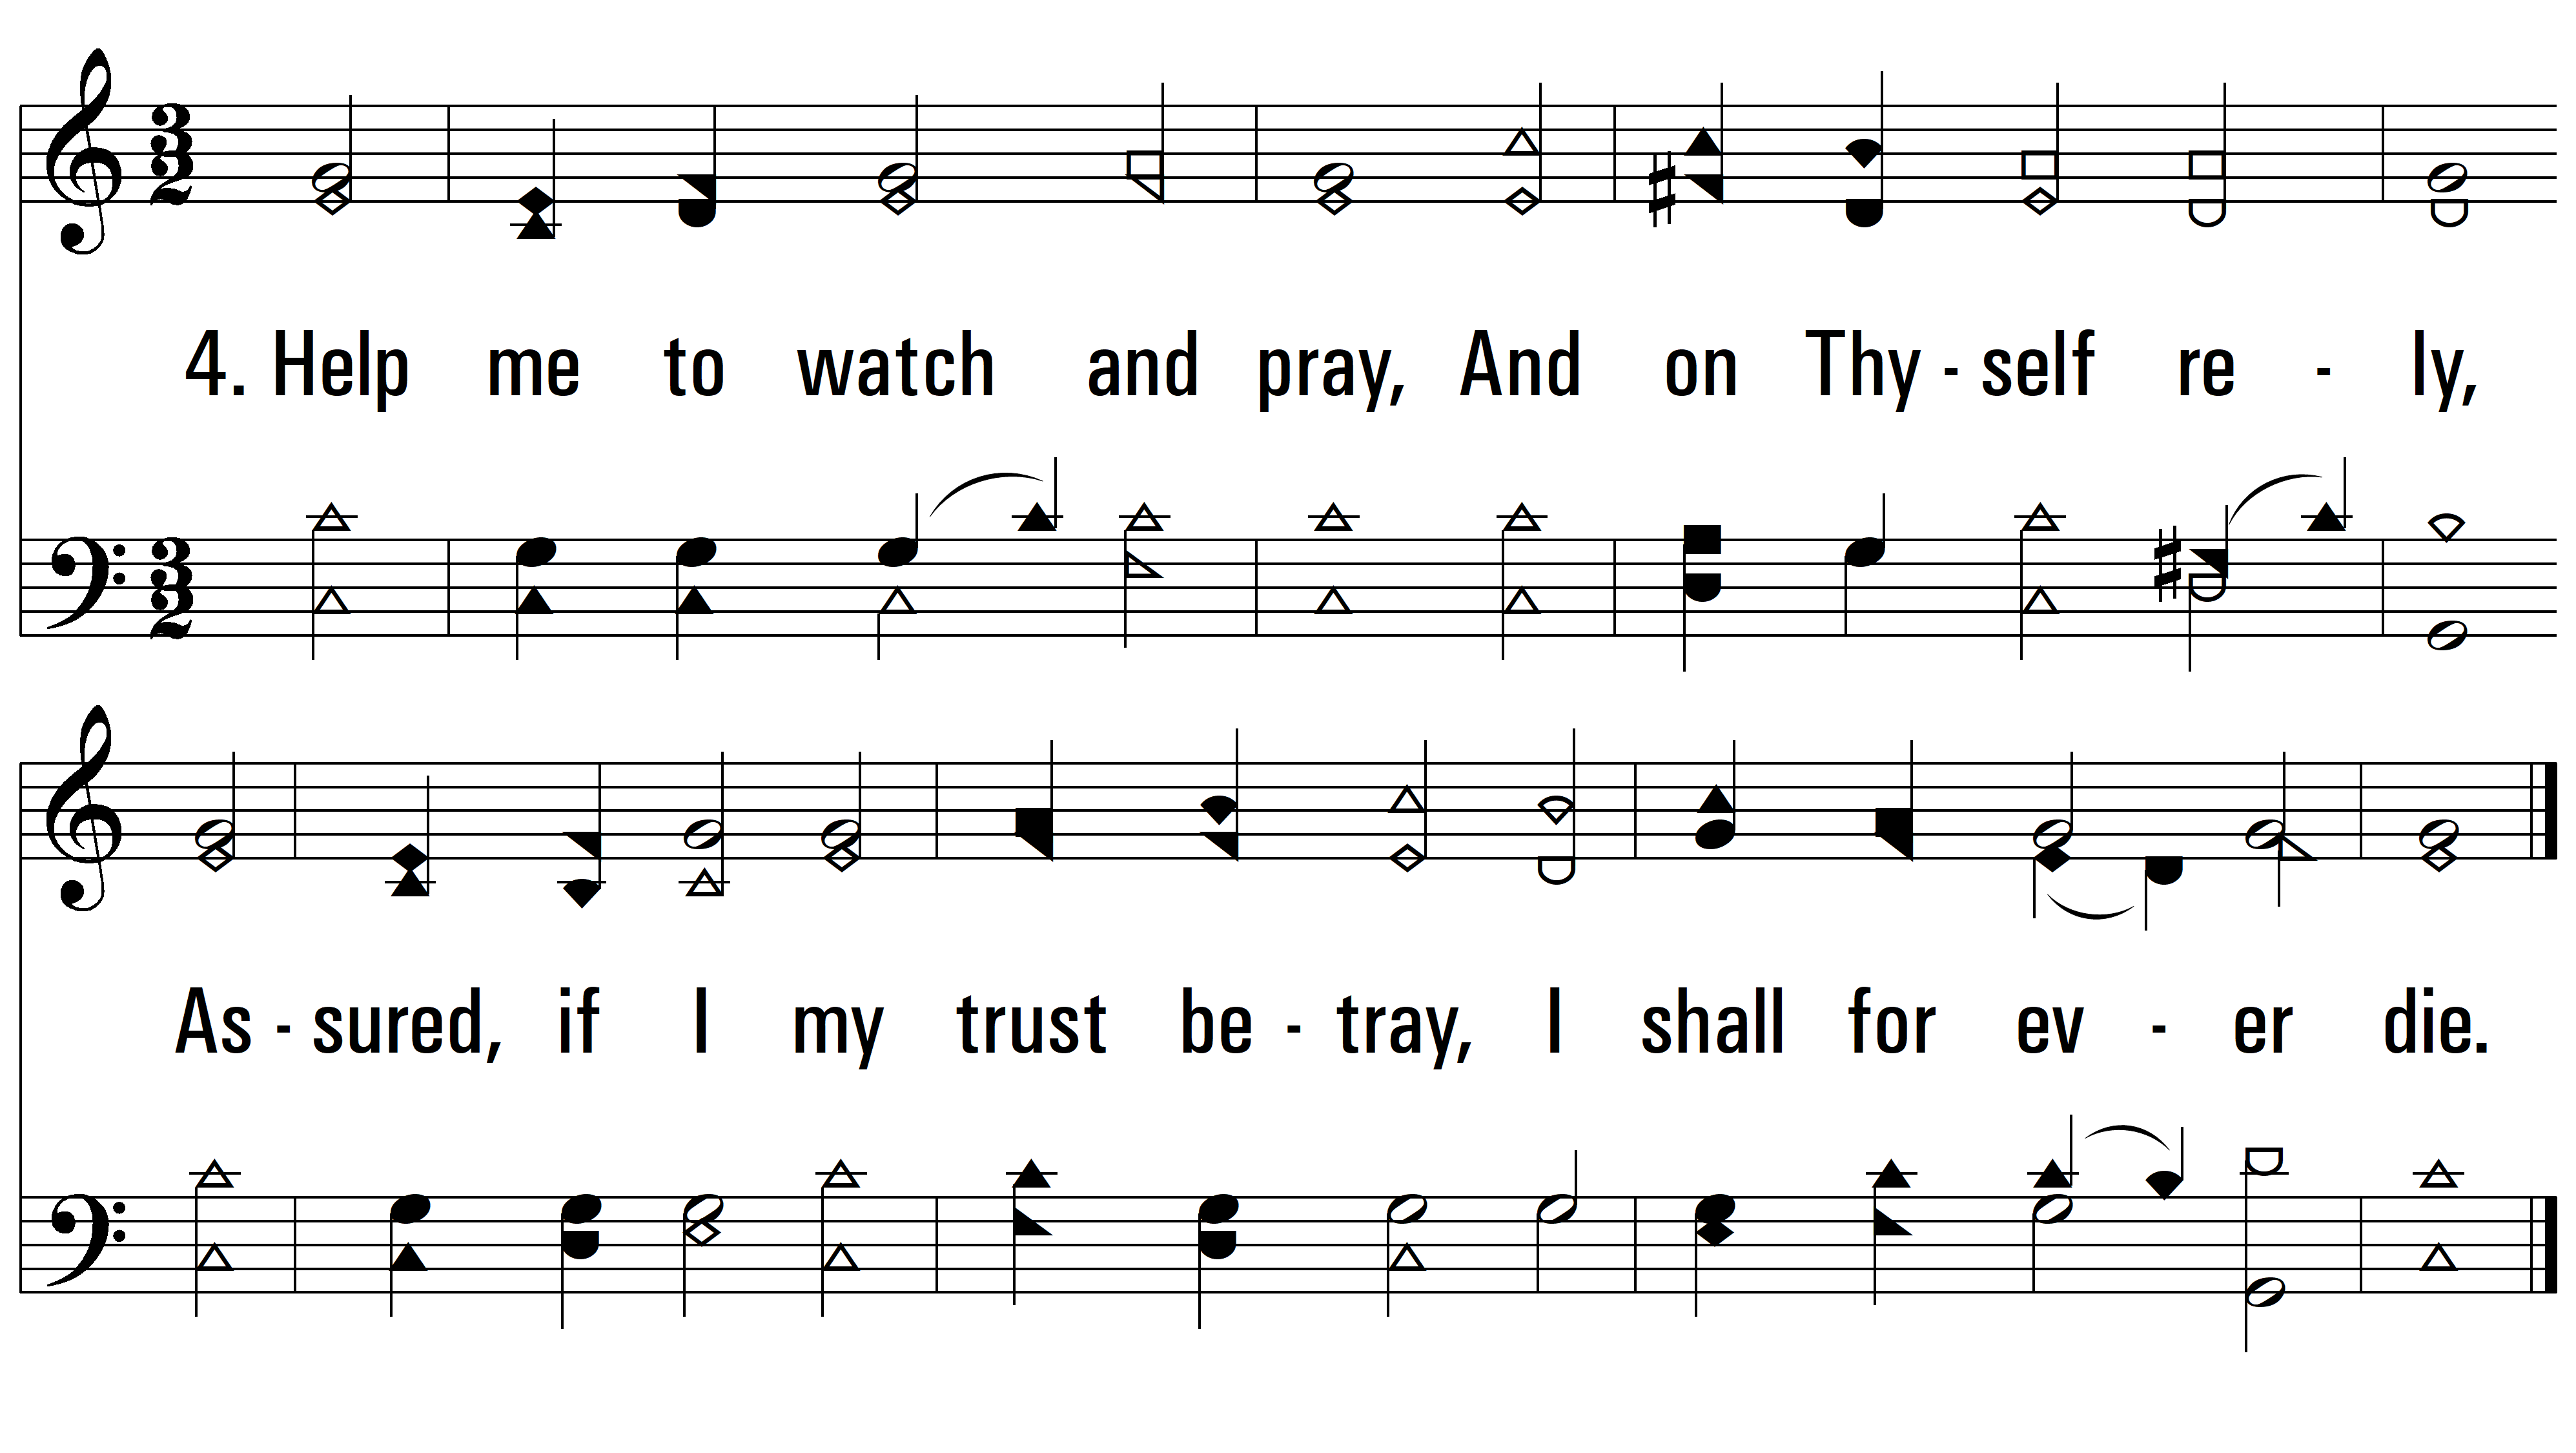 4. Help me to watch and pray, And on Thy - self re - ly,
As - sured, if I my trust be - tray, I shall for ev - er die.